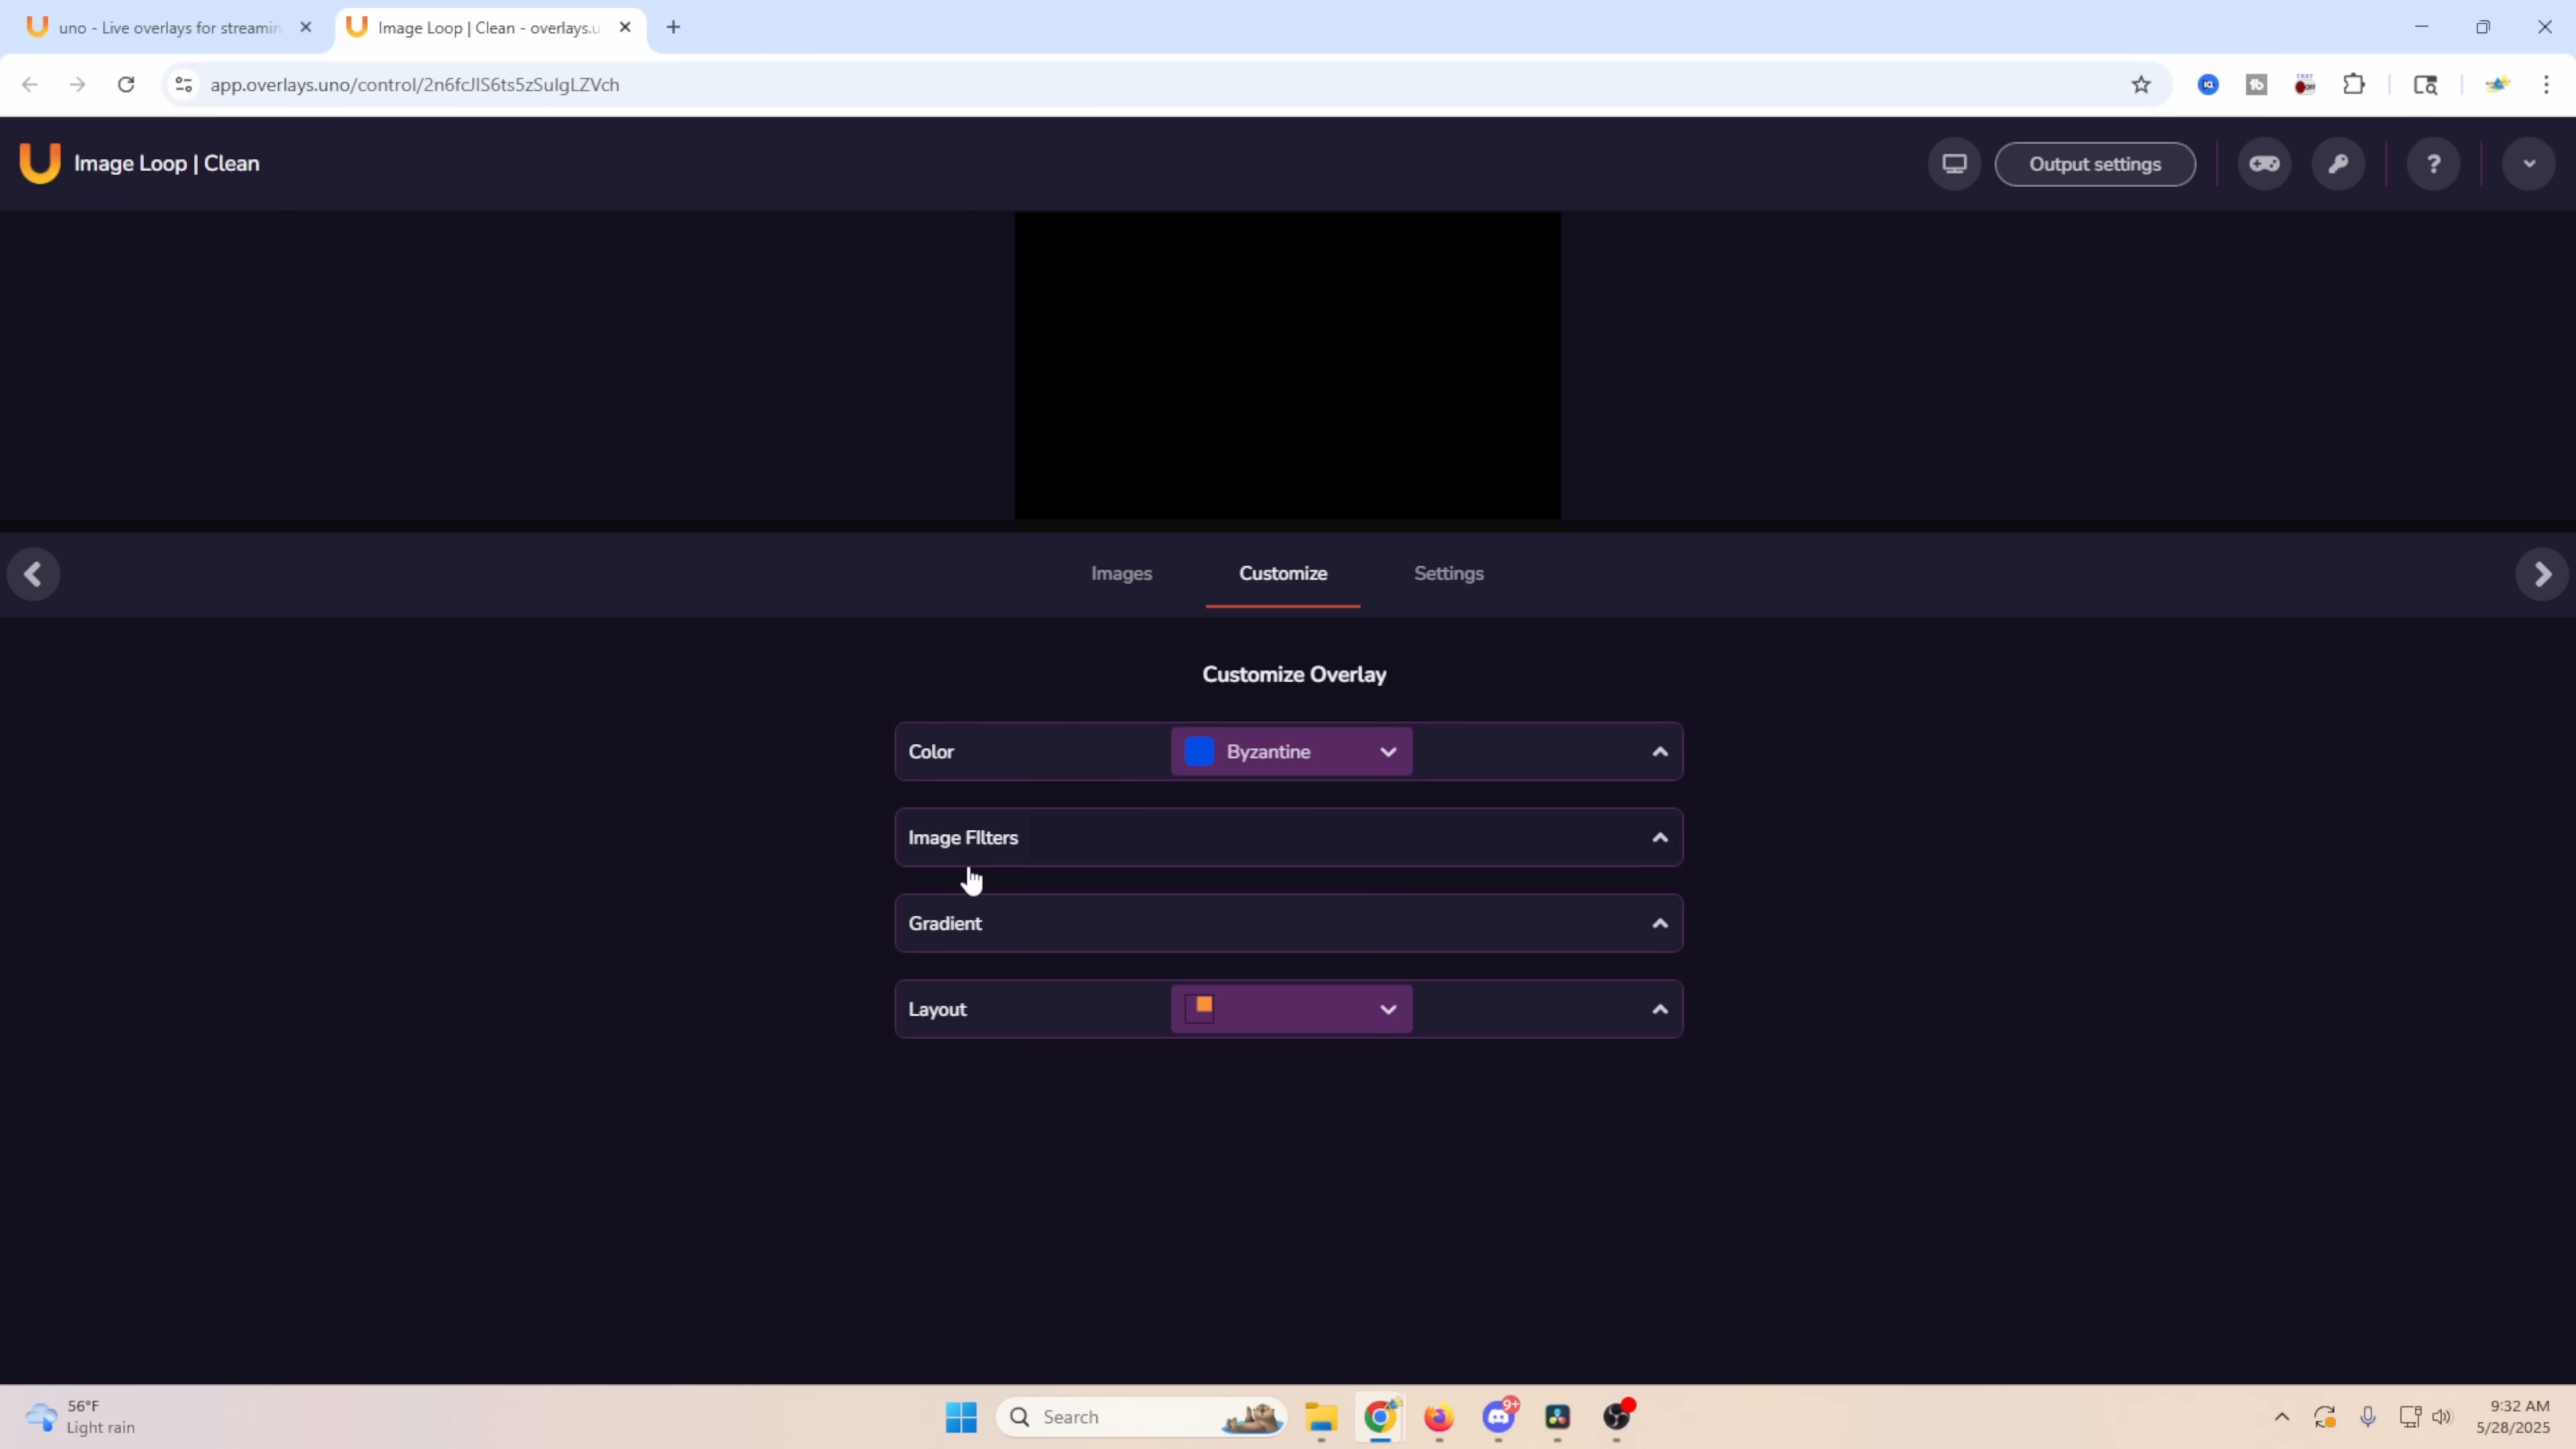 uno - Live overlays for streamin
Image Loop | Clean - overlays.u
app.overlays.uno/control/2n6fcJIS6ts5zSuIgLZVch
Image Loop | Clean
Output settings
?
Images
Customize
Settings
Customize Overlay
Color
Byzantine
Image FIlters
Gradient
Layout
56°F
Light rain
Search
9+
9:32 AM
5/28/2025